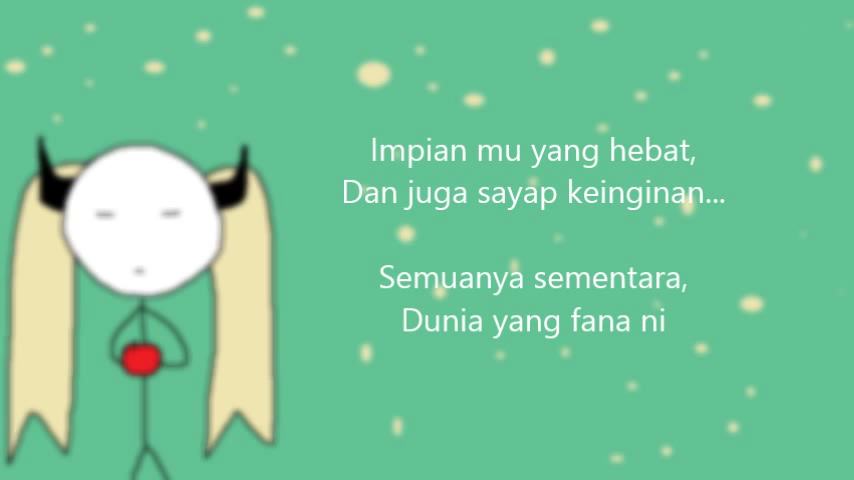 Impian mu yang hebat,
Dan juga sayap keinginan...
Semuanya sementara,
Dunia yang fana ni